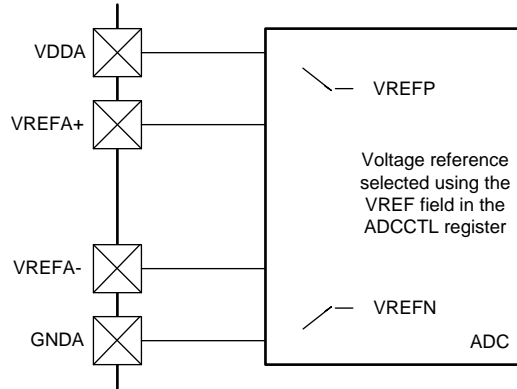 VDDA
VREFP
VREFA+
Voltage reference
selected using the
VREF field in the
ADCCTL register
VREFA-
VREFN
GNDA
ADC